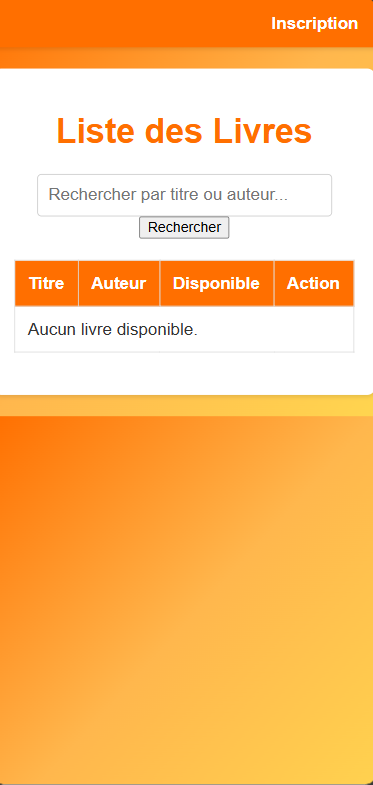 Inscription
Liste des Livres
Rechercher par titre ou auteur...
Rechercher
Titre Auteur Disponible Action
Aucun livre disponible.